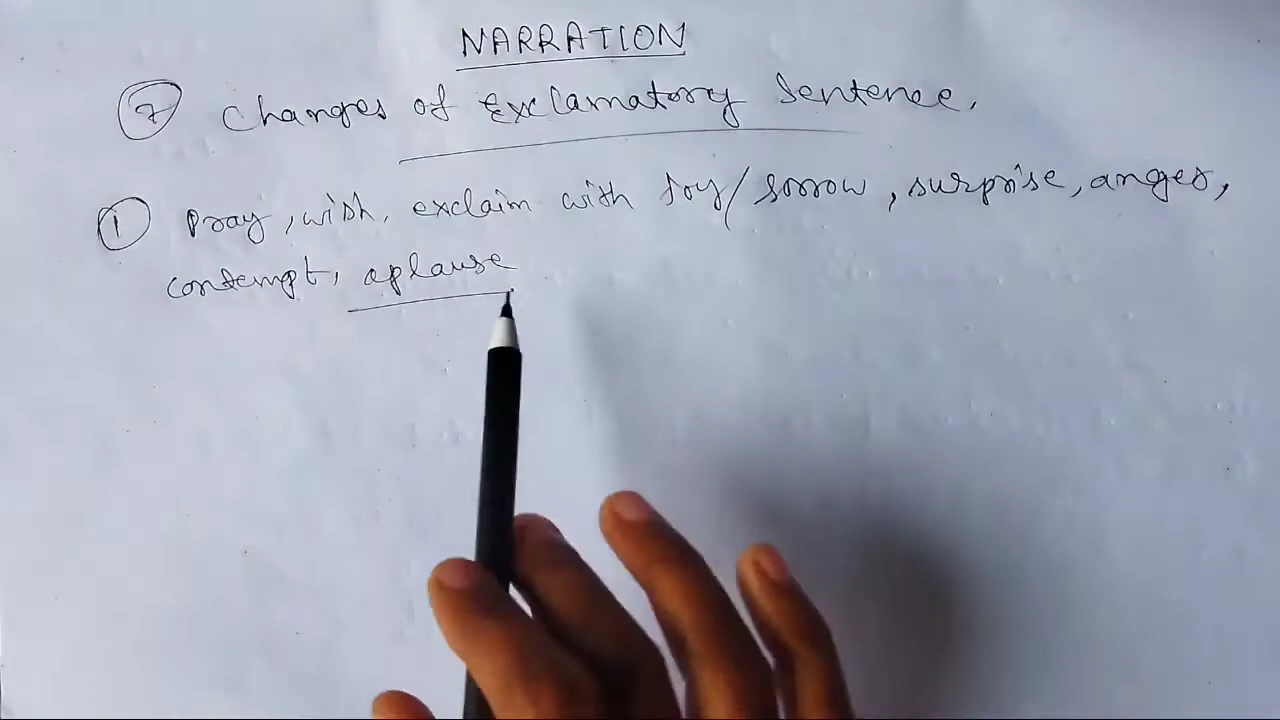 NARRATION
7 Changes of Exclamatory Sentence.
1 Pray, wish, exclaim with Joy/Sorrow, surprise, anger,
contempt, aplause